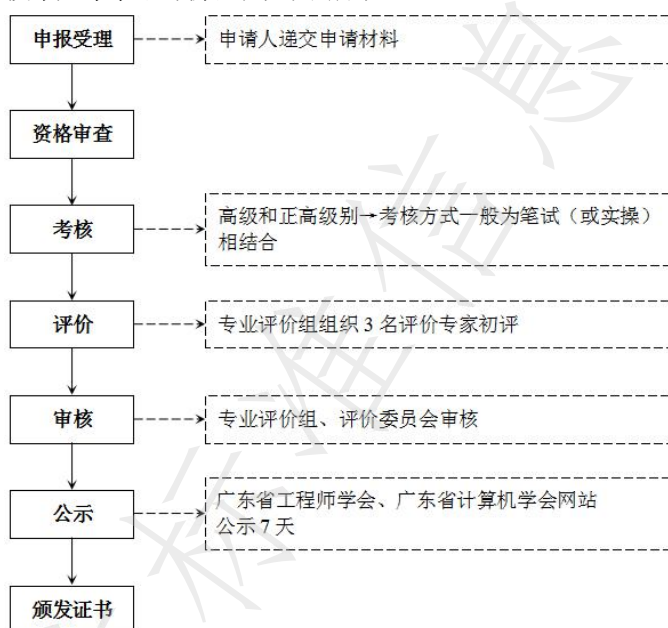 申报受理
申请人递交申请材料
资格审查
考核
高级和正高级别→考核方式一般为笔试（或实操）
相结合
评价
专业评价组组织 3 名评价专家初评
审核
专业评价组、评价委员会审核
公示
广东省工程师学会、广东省计算机学会网站
公示 7 天
颁发证书
标准信息